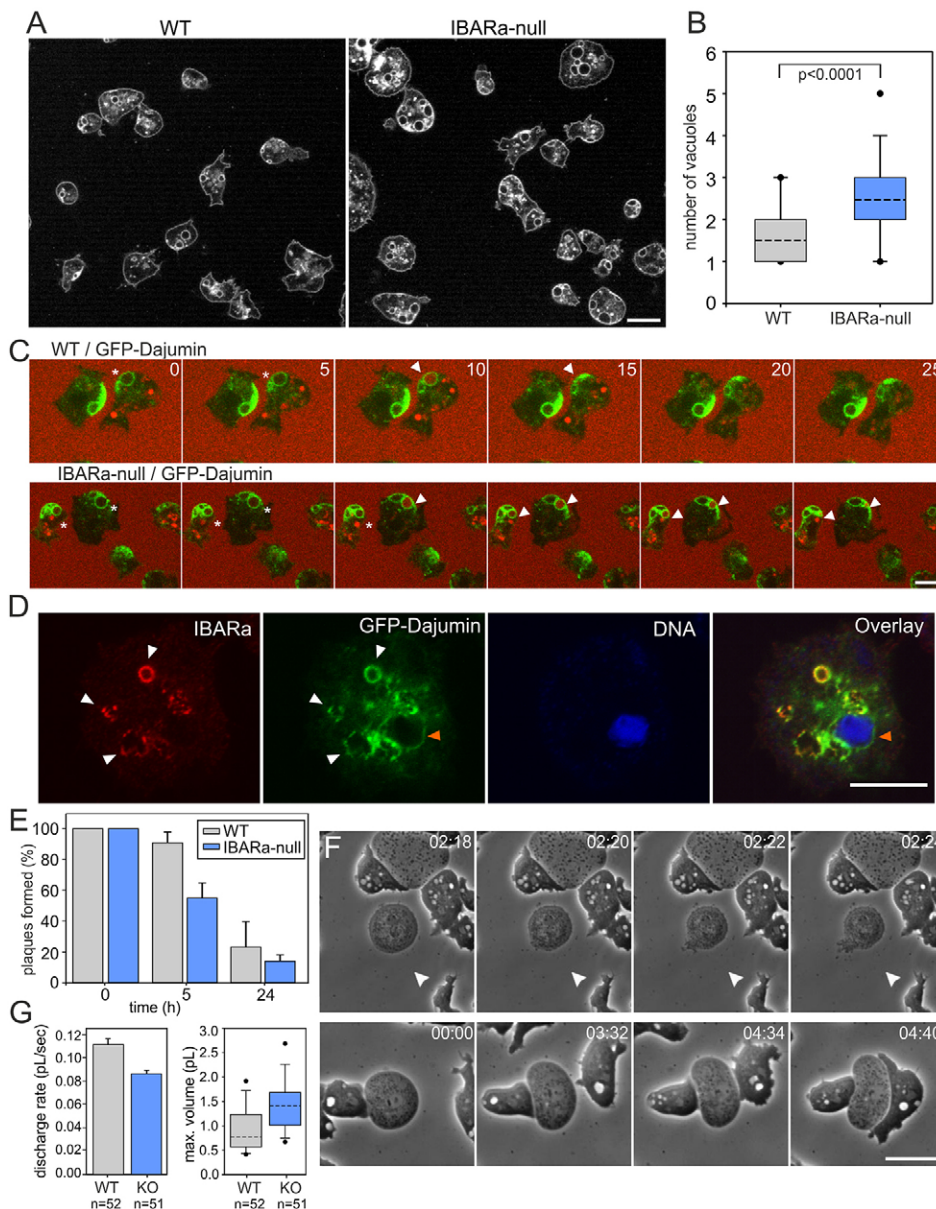 A
WT
IBARa-null
B
number of vacuoles
6
5
4
3
2
1
0
p<0.0001
WT
IBARa-null
C
WT / GFP-Dajumin
* 0
* 5
10
15
20
25
IBARa-null / GFP-Dajumin
* *
* *
*
D
IBARa
GFP-Dajumin
DNA
Overlay
E
plaques formed (%)
100
80
60
40
20
0
WT
IBARa-null
0
5
24
time (h)
F
02:18
02:20
02:22
02:24
00:00
03:32
04:34
04:40
G
discharge rate (pL/sec)
0.12
0.10
0.08
0.06
0.04
0.02
0.00
WT
KO
n=52
n=51
max. volume (pL)
3.0
2.5
2.0
1.5
1.0
0.5
0.0
WT
KO
n=52
n=51